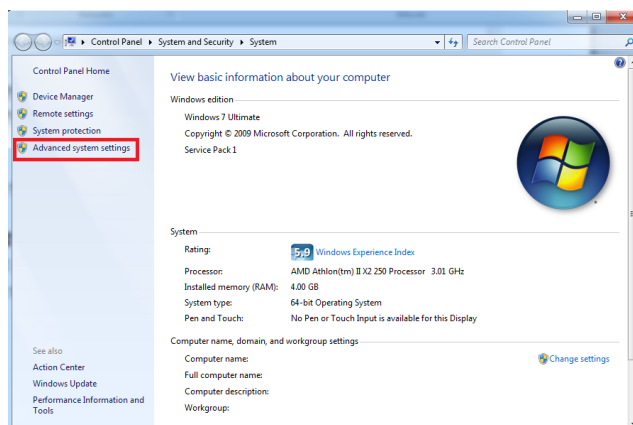 Control Panel ▸ System and Security ▸ System
Search Control Panel
Control Panel Home
Device Manager
Remote settings
System protection
Advanced system settings
See also
Action Center
Windows Update
Performance Information and
Tools
View basic information about your computer
Windows edition
Windows 7 Ultimate
Copyright © 2009 Microsoft Corporation. All rights reserved.
Service Pack 1
System
Rating: 5.9 Windows Experience Index
Processor: AMD Athlon(tm) II X2 250 Processor 3.01 GHz
Installed memory (RAM): 4.00 GB
System type: 64-bit Operating System
Pen and Touch: No Pen or Touch Input is available for this Display
Computer name, domain, and workgroup settings
Computer name: Change settings
Full computer name:
Computer description:
Workgroup: